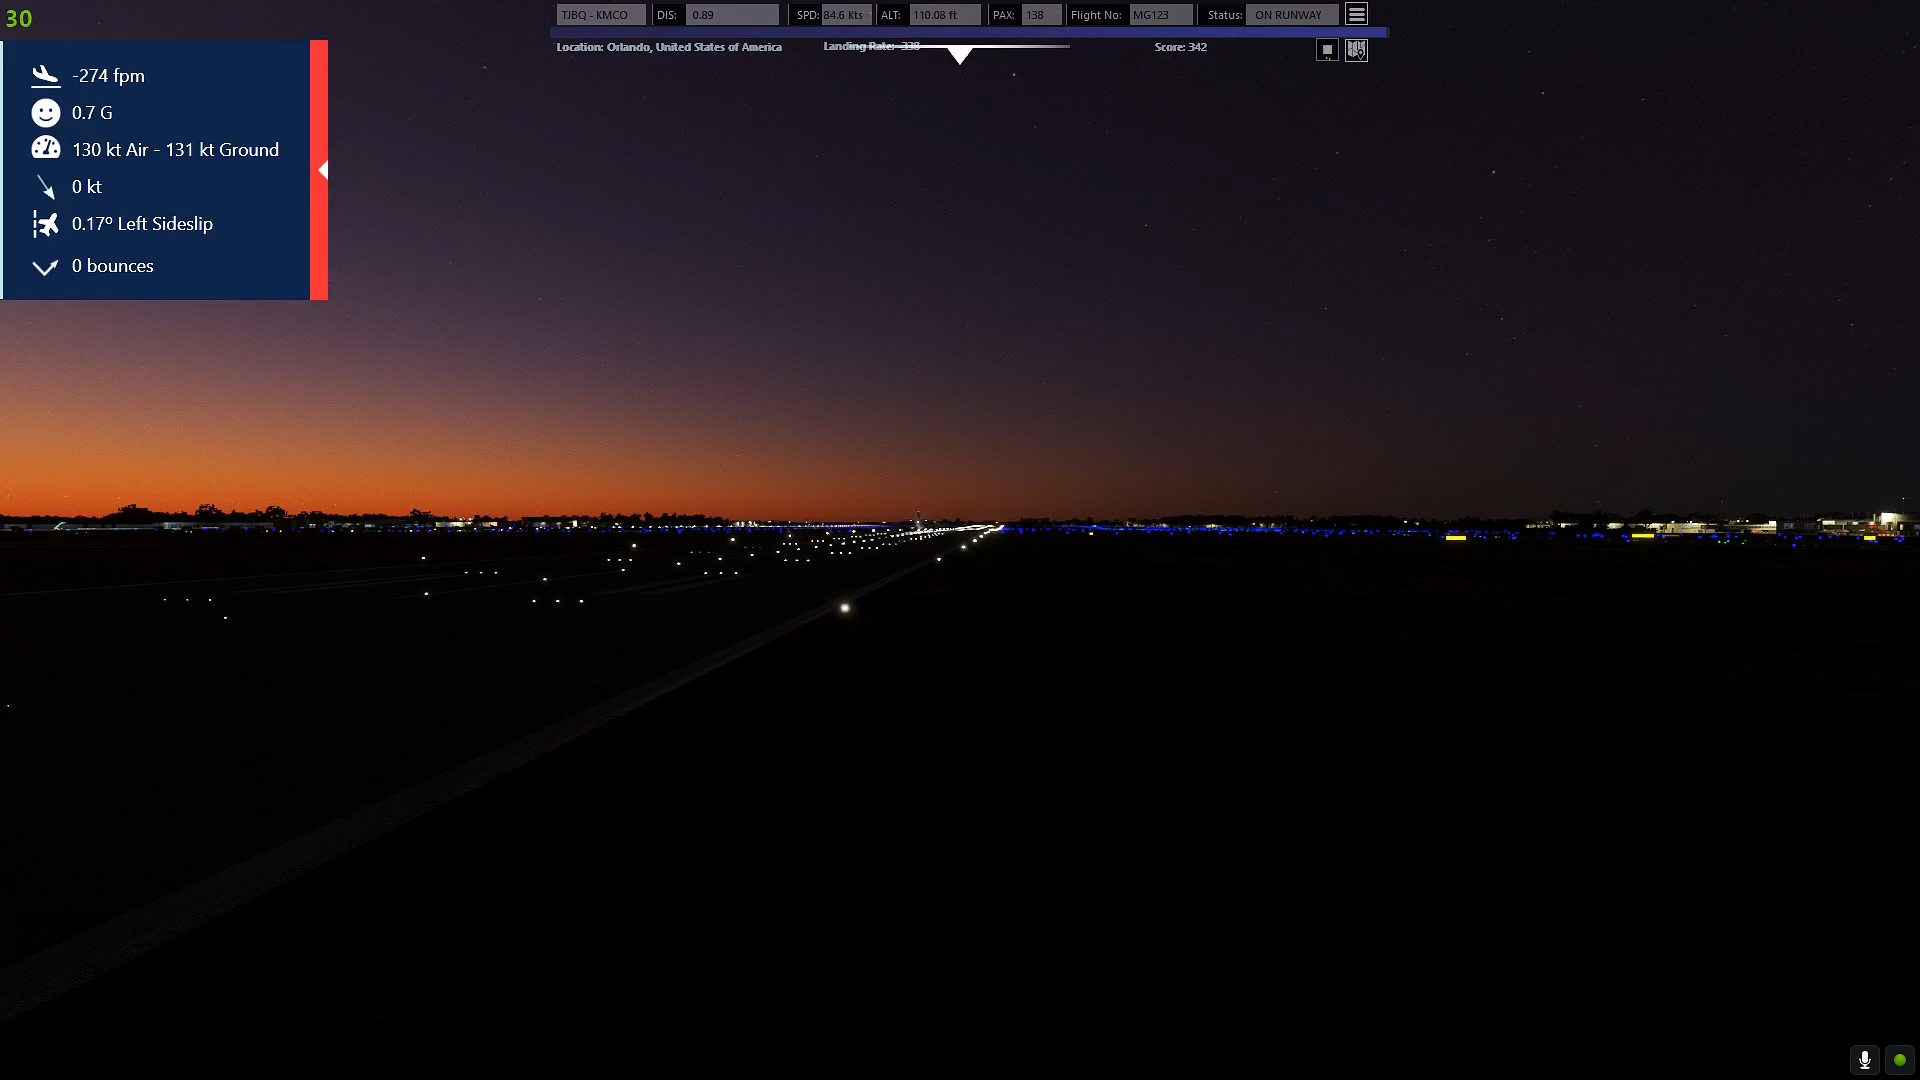 30
TJBQ - KMCO DIS: 0.89 SPD: 84.6 Kts ALT: 110.08 ft PAX: 138 Flight No: MG123 Status: ON RUNWAY
Location: Orlando, United States of America Landing Rate: -338 Score: 342
-274 fpm
0.7 G
130 kt Air - 131 kt Ground
0 kt
0.17º Left Sideslip
0 bounces